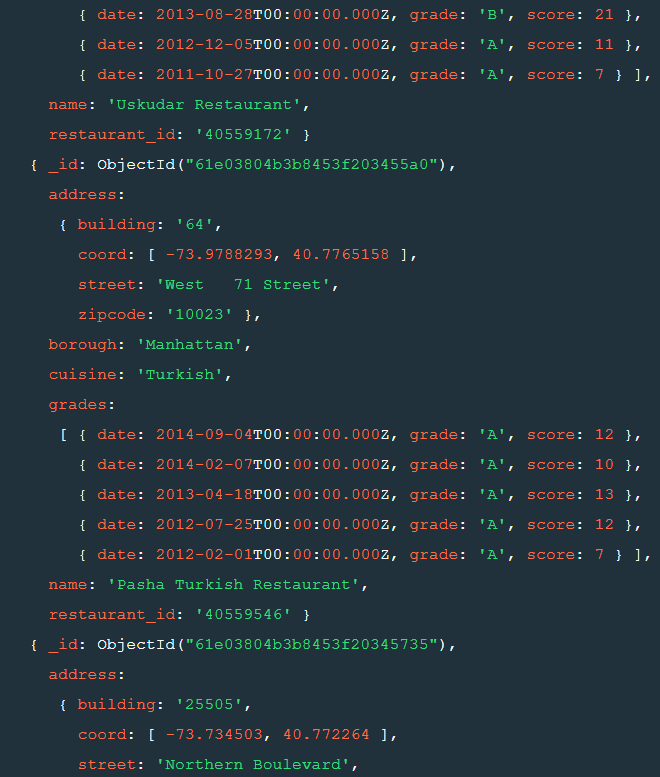 { date: 2013-08-28T00:00:00.000Z, grade: 'B', score: 21 },
{ date: 2012-12-05T00:00:00.000Z, grade: 'A', score: 11 },
{ date: 2011-10-27T00:00:00.000Z, grade: 'A', score: 7 } ],
name: 'Uskudar Restaurant',
restaurant_id: '40559172' }
{ _id: ObjectId("61e03804b3b8453f203455a0"),
address:
{ building: '64',
coord: [ -73.9788293, 40.7765158 ],
street: 'West   71 Street',
zipcode: '10023' },
borough: 'Manhattan',
cuisine: 'Turkish',
grades:
[ { date: 2014-09-04T00:00:00.000Z, grade: 'A', score: 12 },
{ date: 2014-02-07T00:00:00.000Z, grade: 'A', score: 10 },
{ date: 2013-04-18T00:00:00.000Z, grade: 'A', score: 13 },
{ date: 2012-07-25T00:00:00.000Z, grade: 'A', score: 12 },
{ date: 2012-02-01T00:00:00.000Z, grade: 'A', score: 7 } ],
name: 'Pasha Turkish Restaurant',
restaurant_id: '40559546' }
{ _id: ObjectId("61e03804b3b8453f20345735"),
address:
{ building: '25505',
coord: [ -73.734503, 40.772264 ],
street: 'Northern Boulevard',